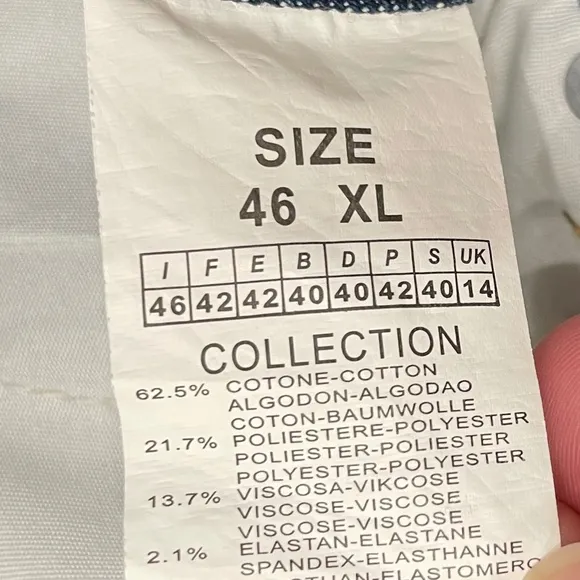 SIZE
46 XL
I F E B D P S UK
46 42 42 40 40 42 40 14
COLLECTION
62.5% COTONE-COTTON
ALGODON-ALGODAO
COTON-BAUMWOLLE
21.7% POLIESTERE-POLYESTER
POLIESTER-POLIESTER
POLYESTER-POLYESTER
13.7% VISCOSA-VIKCOSE
VISCOSE-VISCOSE
VISCOSE-VISCOSE
2.1% ELASTAN-ELASTANE
SPANDEX-ELASTHANNE